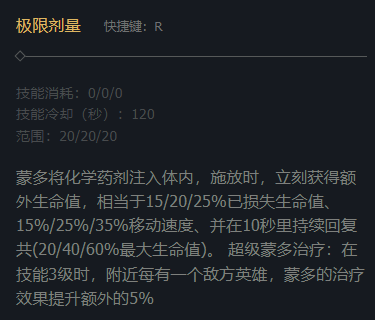 极限剂量 快捷键：R
技能消耗：0/0/0
技能冷却（秒）：120
范围：20/20/20
蒙多将化学药剂注入体内，施放时，立刻获得额
外生命值，相当于15/20/25%已损失生命值、
15%/25%/35%移动速度、并在10秒里持续回复
共(20/40/60%最大生命值)。 超级蒙多治疗：在
技能3级时，附近每有一个敌方英雄，蒙多的治疗
效果提升额外的5%